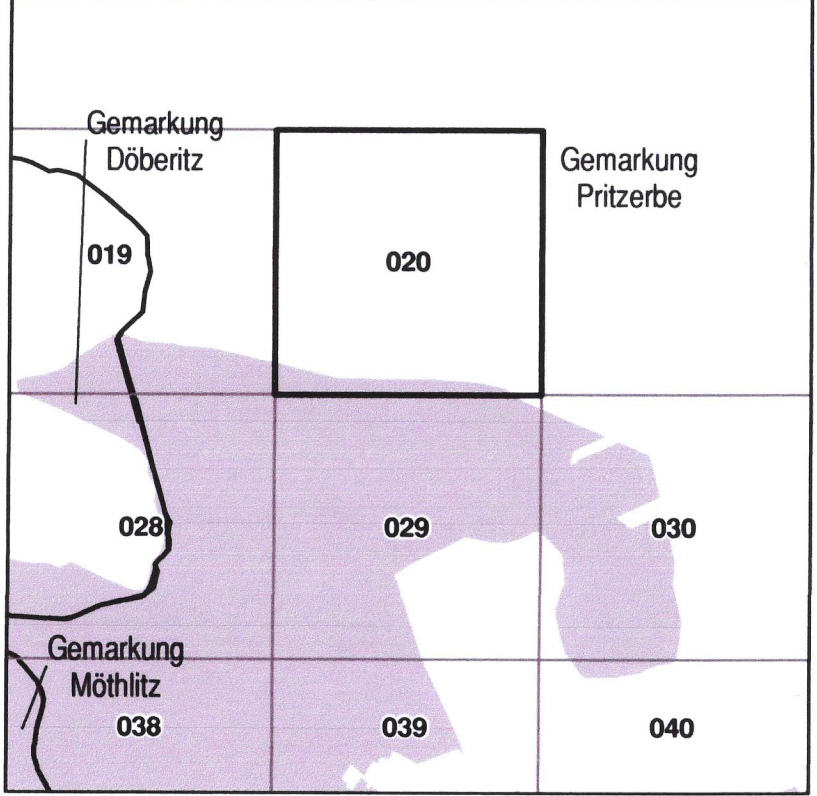 Gemarkung
Döberitz
Gemarkung
Pritzerbe
019
020
028
029
030
Gemarkung
Möthlitz
038
039
040